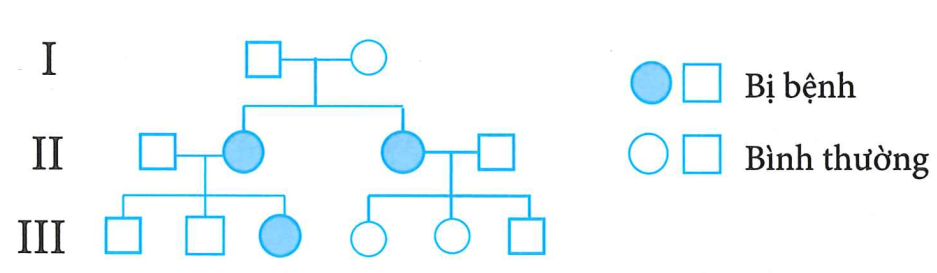 I
Bị bệnh
II
Bình thường
III